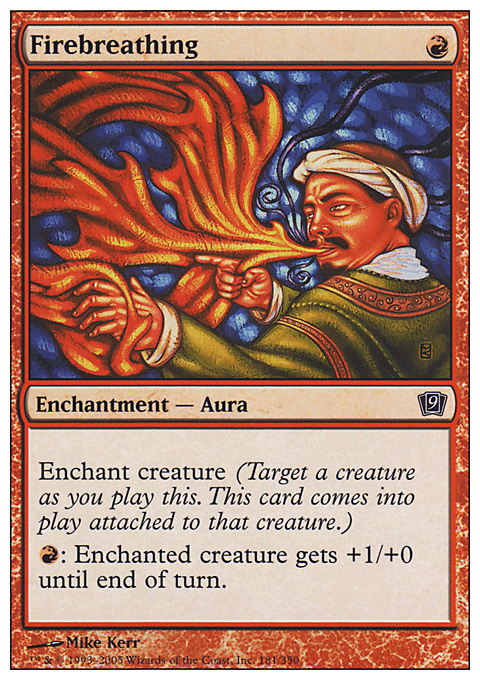 Firebreathing
Enchantment — Aura
9
Enchant creature (Target a creature
as you play this. This card comes into
play attached to that creature.)
: Enchanted creature gets +1/+0
until end of turn.
Mike Kerr
™ & © 1993–2005 Wizards of the Coast, Inc. 181/350